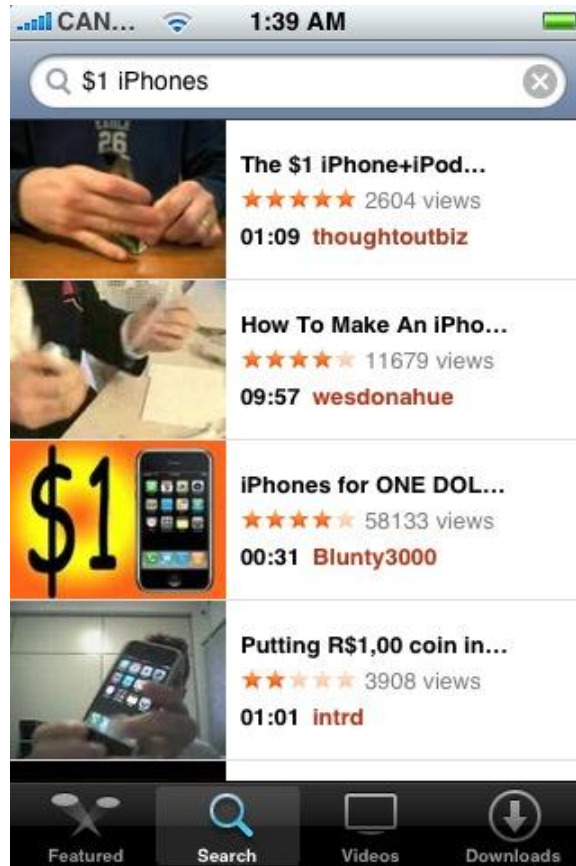 CAN... 1:39 AM
$1 iPhones
EAGLE
26
The $1 iPhone+iPod...
2604 views
01:09 thoughtoutbiz
How To Make An iPho...
11679 views
09:57 wesdonahue
$1
iPhones for ONE DOL...
58133 views
00:31 Blunty3000
Putting R$1,00 coin in...
3908 views
01:01 intrd
Featured Search Videos Downloads